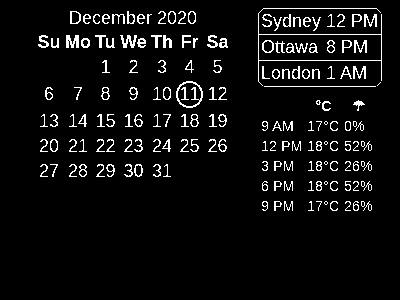 December 2020
Su Mo Tu We Th Fr Sa
1 2 3 4 5
6 7 8 9 10 11 12
13 14 15 16 17 18 19
20 21 22 23 24 25 26
27 28 29 30 31
Sydney 12 PM
Ottawa 8 PM
London 1 AM
°C ☂
9 AM 17°C 0%
12 PM 18°C 52%
3 PM 18°C 26%
6 PM 18°C 52%
9 PM 17°C 26%